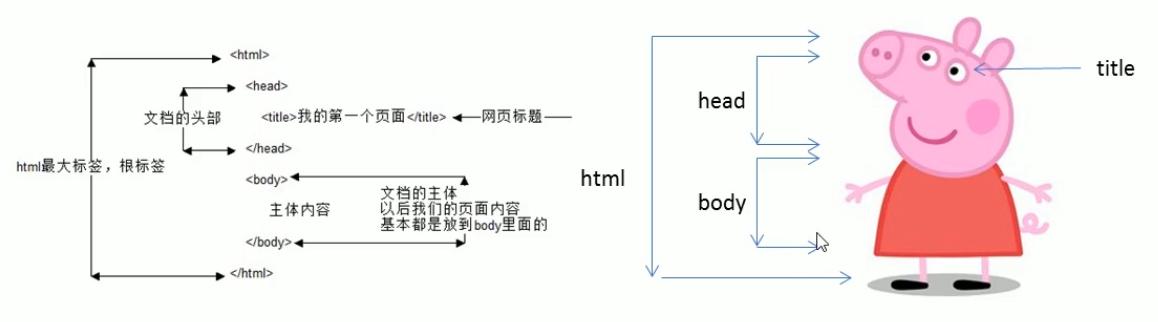 <html>
<head>
文档的头部
<title>我的第一个页面</title>
网页标题
</head>
html最大标签，根标签
<body>
主体内容
文档的主体
以后我们的页面内容
基本都是放到body里面的
</body>
</html>
html
head
body
title